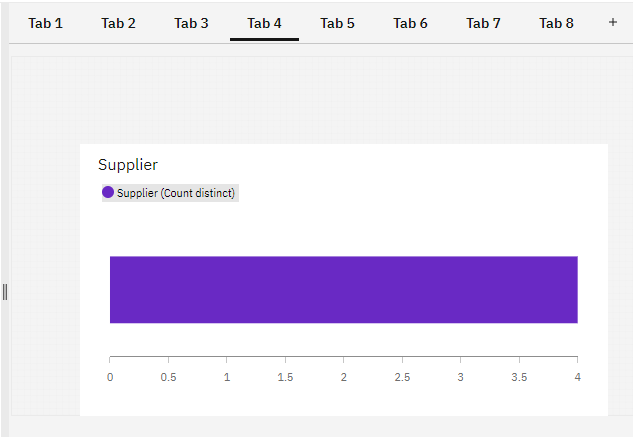 Tab 1 Tab 2 Tab 3 Tab 4 Tab 5 Tab 6 Tab 7 Tab 8 +
Supplier
Supplier (Count distinct)
0 0.5 1 1.5 2 2.5 3 3.5 4